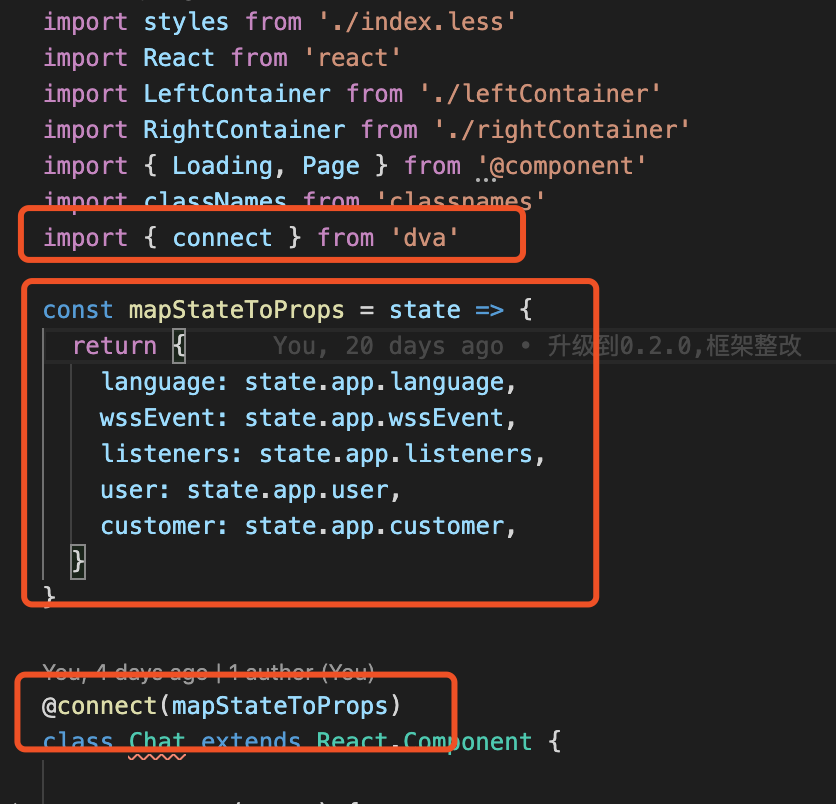 import styles from './index.less'
import React from 'react'
import LeftContainer from './leftContainer'
import RightContainer from './rightContainer'
import { Loading, Page } from '@component'
import classNames from 'classnames'
import { connect } from 'dva'
const mapStateToProps = state => {
return { You, 20 days ago • 升级到0.2.0,框架整改
language: state.app.language,
wssEvent: state.app.wssEvent,
listeners: state.app.listeners,
user: state.app.user,
customer: state.app.customer,
}
}
You, 4 days ago | 1 author (You)
@connect(mapStateToProps)
class Chat extends React.Component {